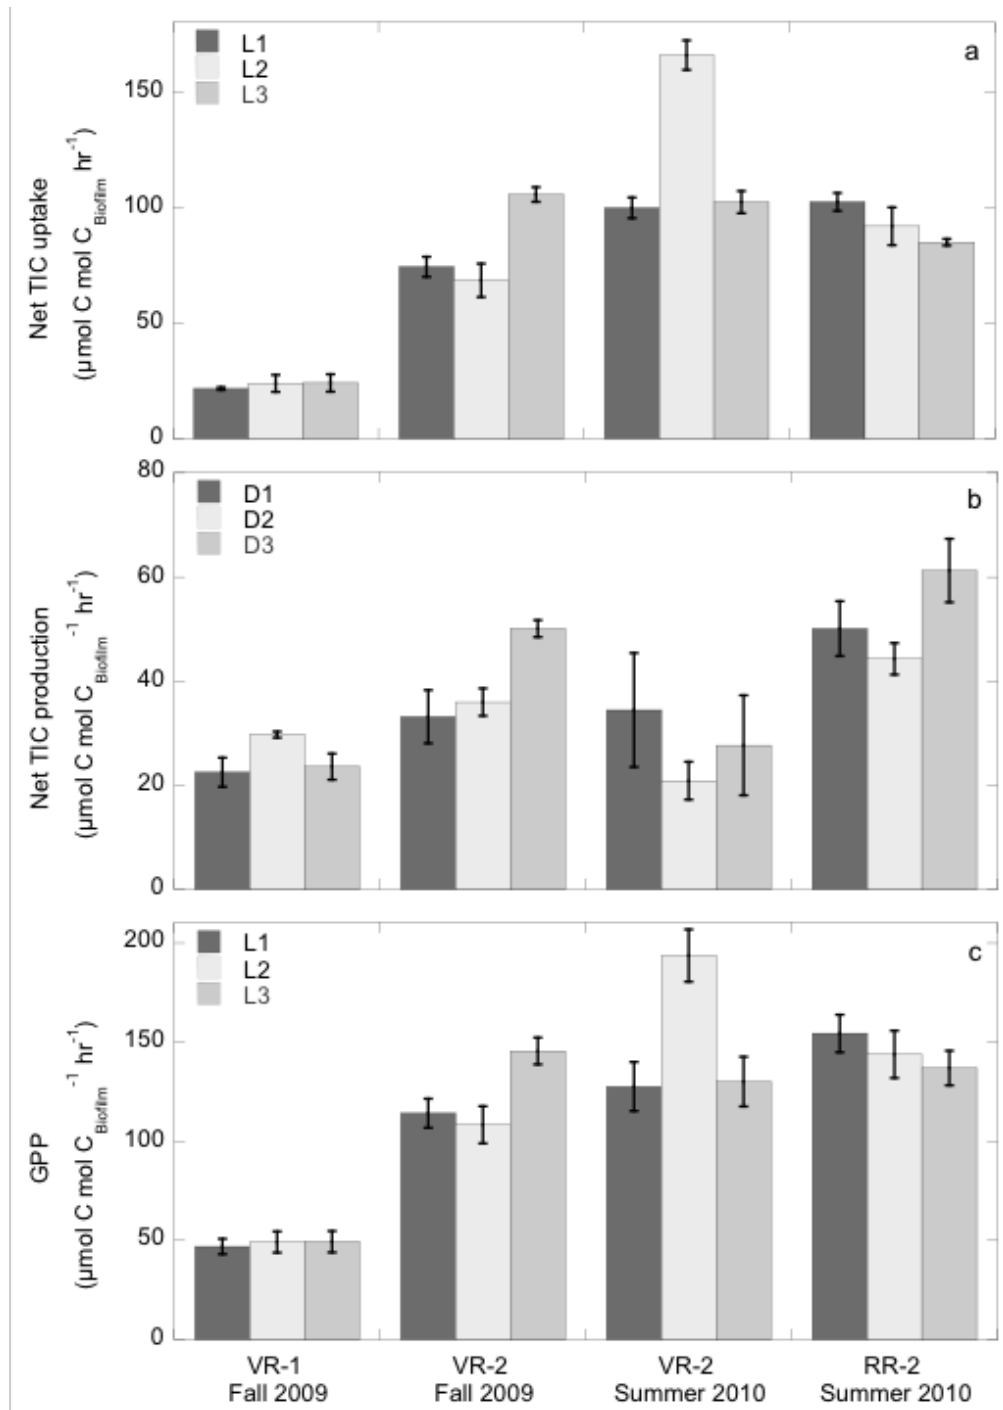 L1
L2
L3
a
150
100
50
0
Net TIC uptake
(µmol C mol C Biofilm hr-1)
D1
D2
D3
b
80
60
40
20
0
Net TIC production
(µmol C mol C Biofilm -1 hr-1)
L1
L2
L3
c
200
150
100
50
0
GPP
(µmol C mol C Biofilm -1 hr-1)
VR-1 VR-2 VR-2 RR-2
Fall 2009 Fall 2009 Summer 2010 Summer 2010